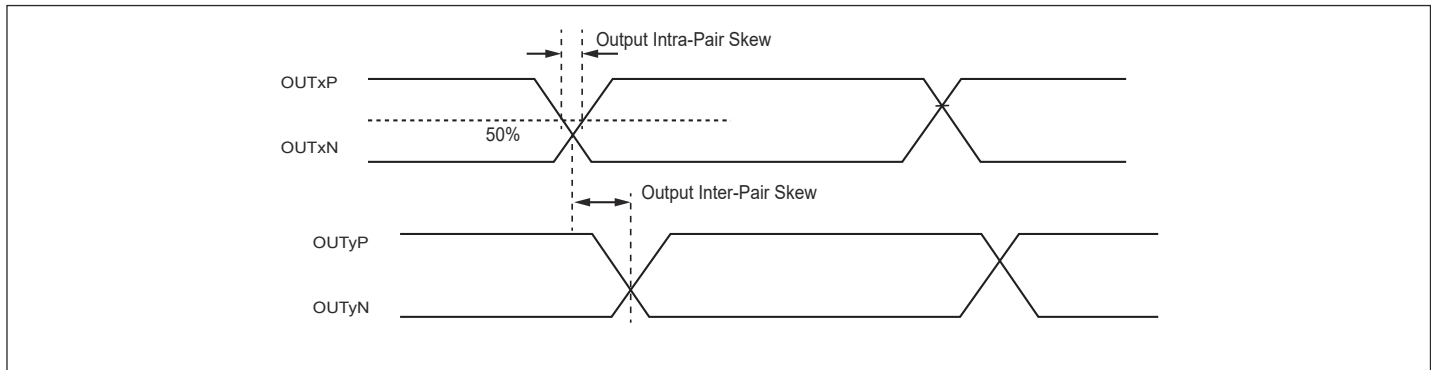 Output Intra-Pair Skew
OUTxP
50%
OUTxN
Output Inter-Pair Skew
OUTyP
OUTyN